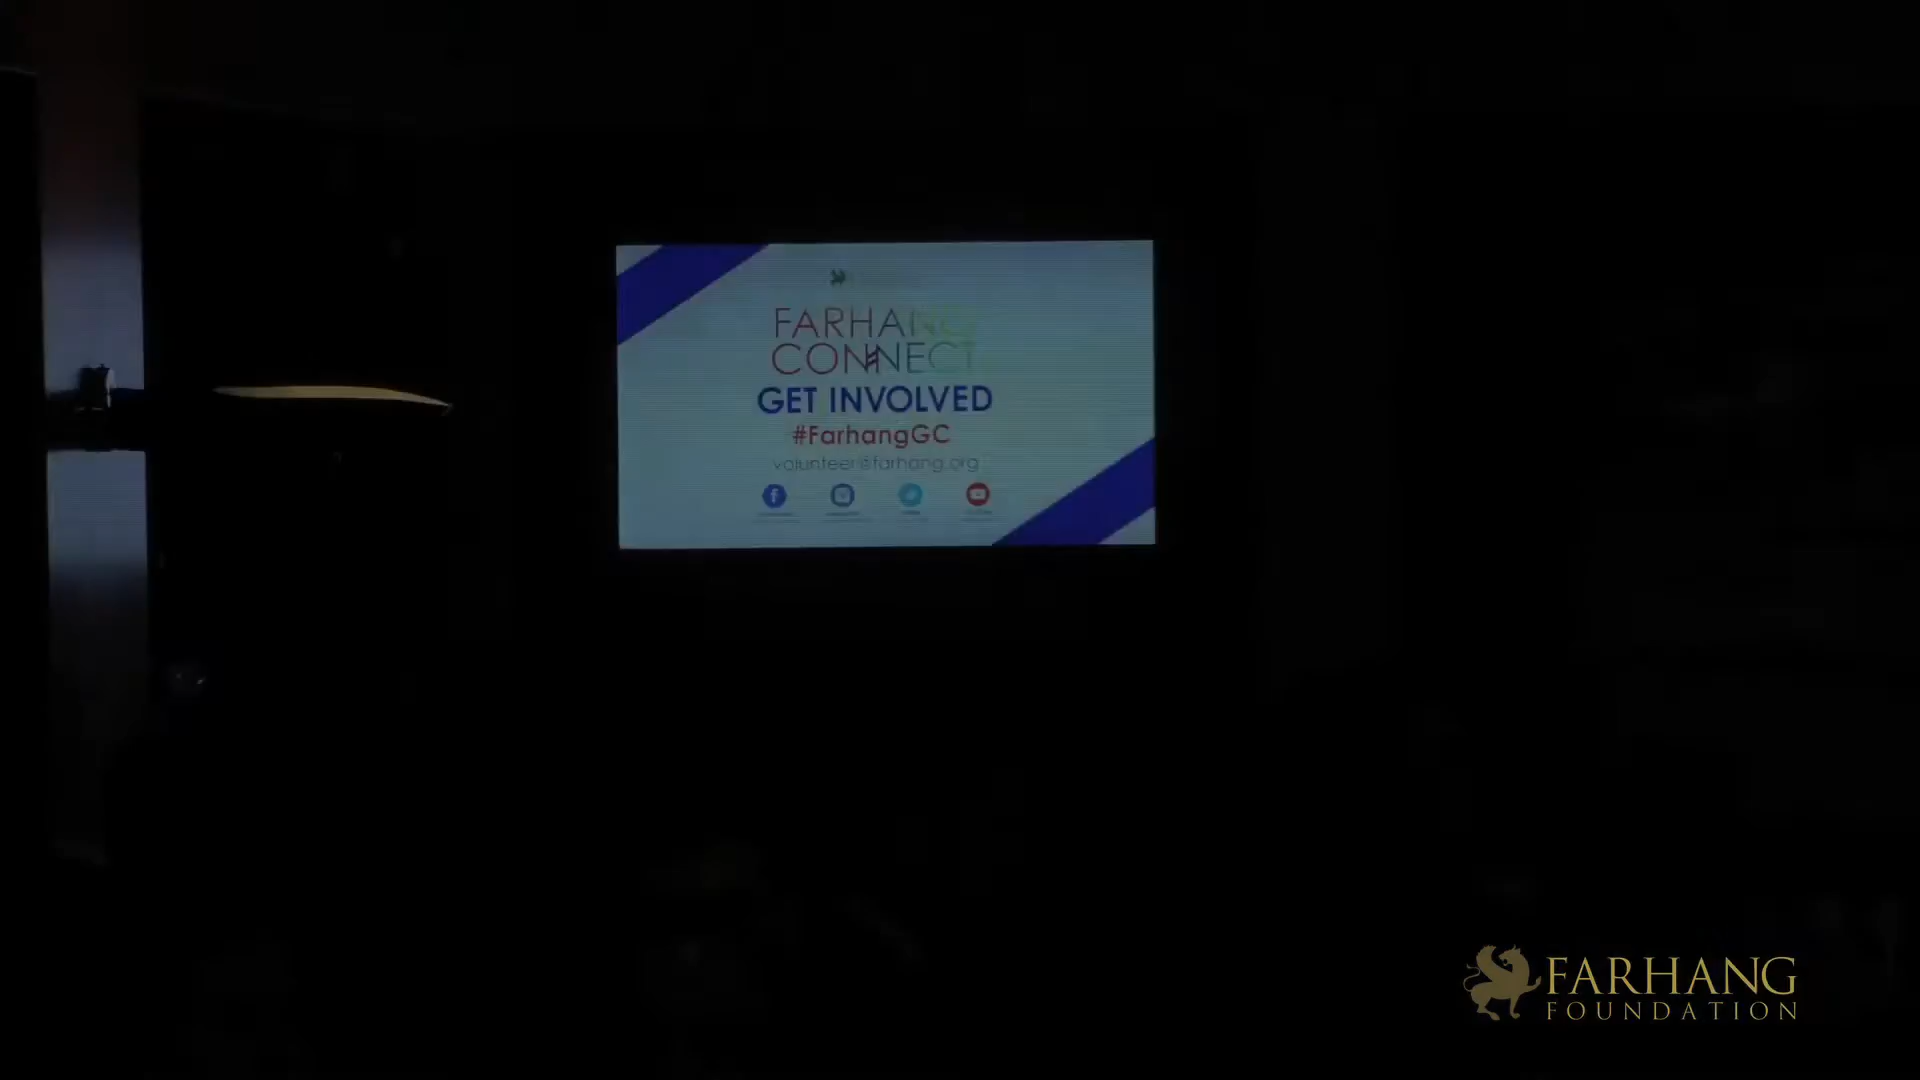 FARHANG
CONNECT
GET INVOLVED
#FarhangGC
volunteer@farhang.org
FARHANG
FOUNDATION